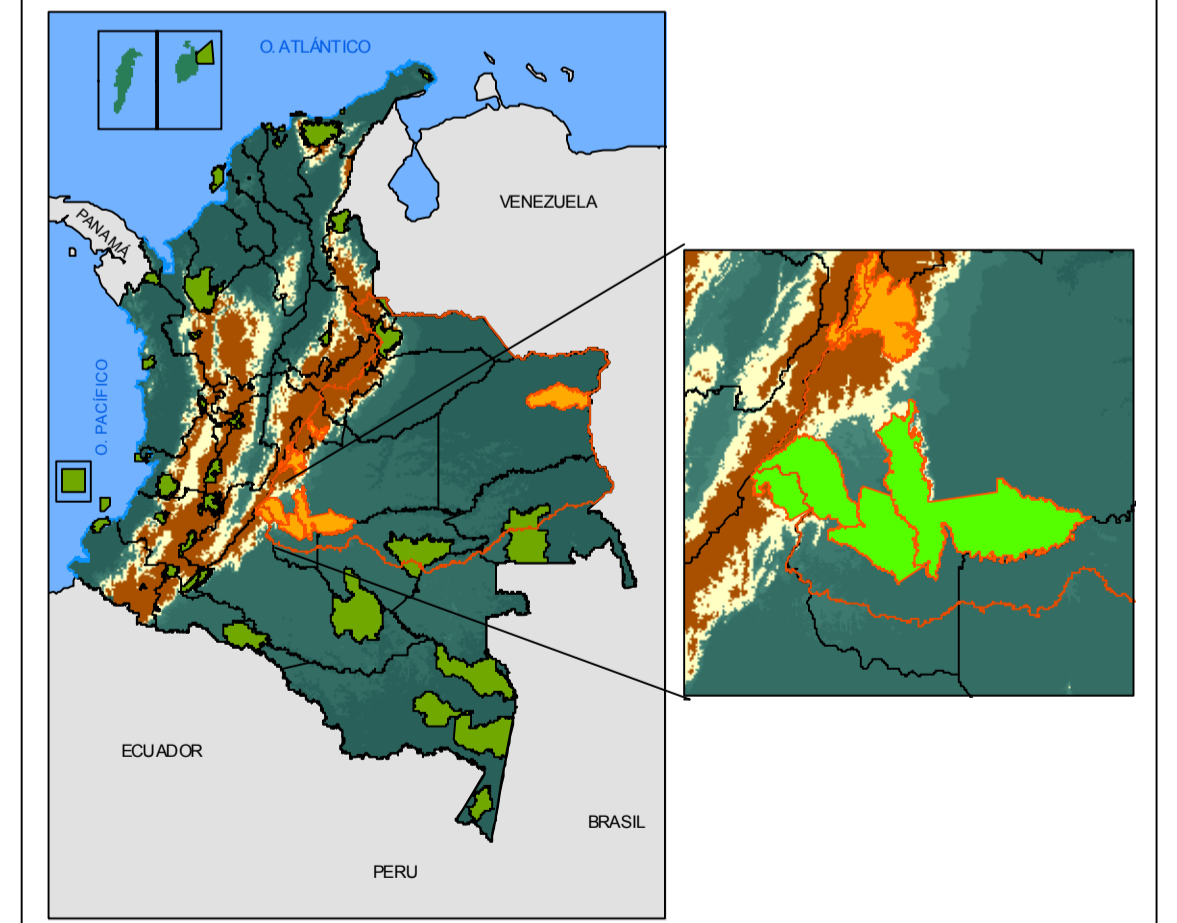 O. ATLÁNTICO
VENEZUELA
PANAMÁ
O. PACÍFICO
ECUADOR
BRASIL
PERU